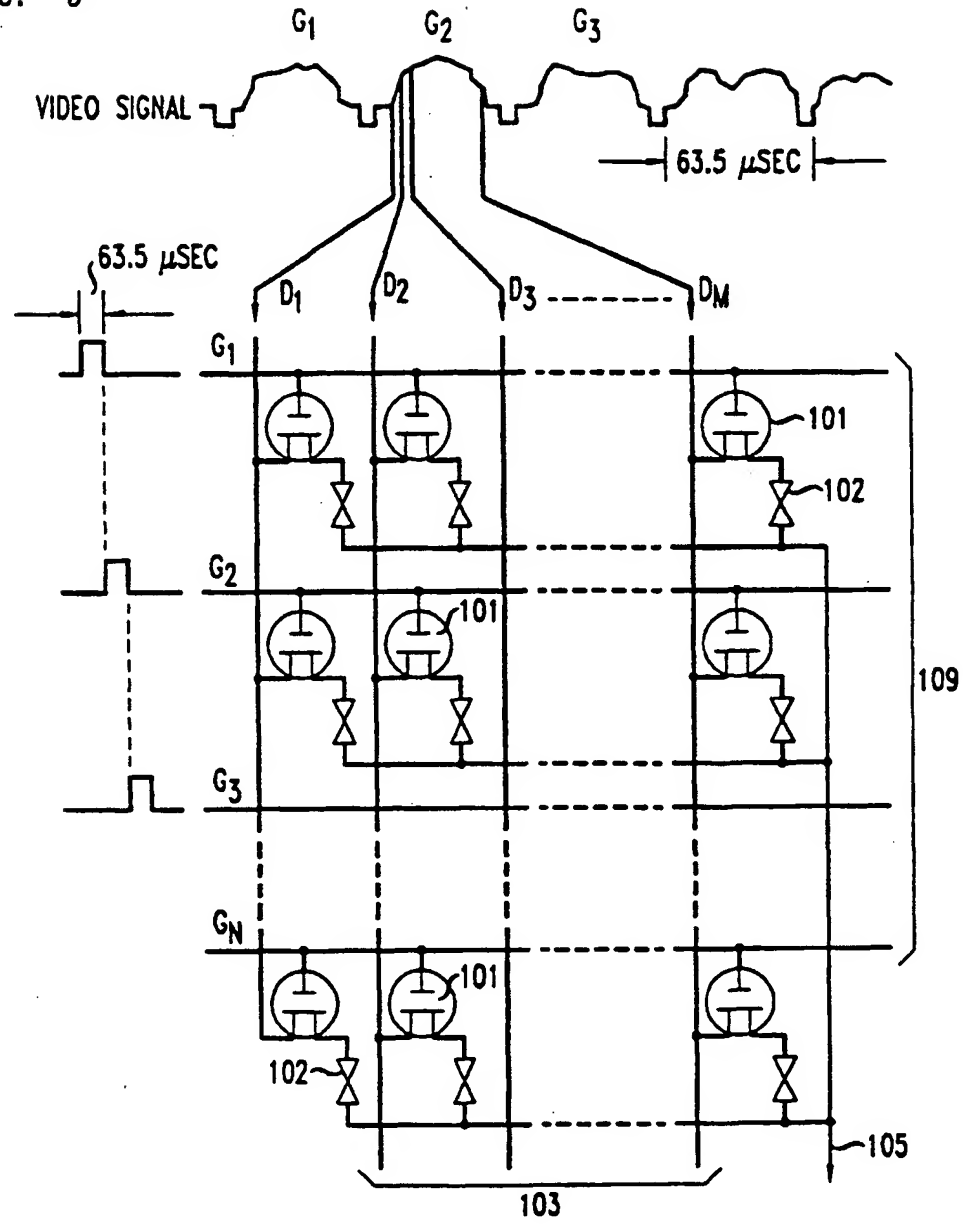 G1 G2 G3
VIDEO SIGNAL
63.5 μSEC
63.5 μSEC
D1 D2 D3 DM
G1
101
102
G2
101
109
G3
GN
101
102
105
103